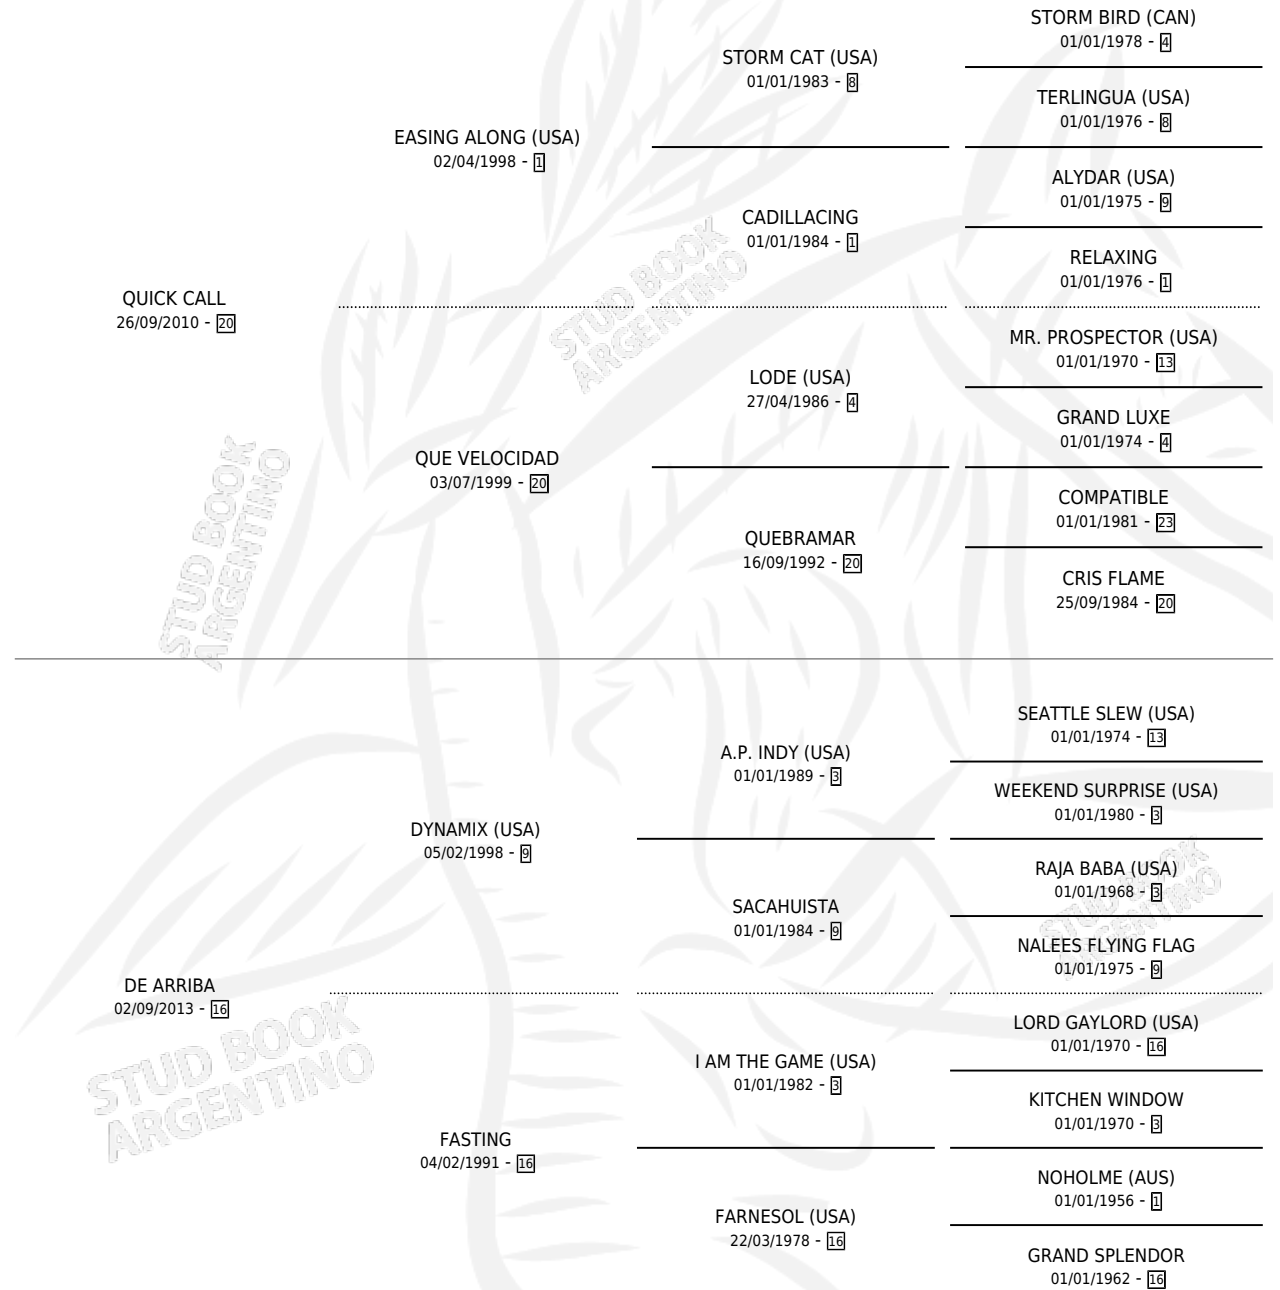 STORM BIRD (CAN)
01/01/1978 - 4
STORM CAT (USA)
01/01/1983 - 8
TERLINGUA (USA)
01/01/1976 - 8
EASING ALONG (USA)
02/04/1998 - 1
ALYDAR (USA)
01/01/1975 - 9
CADILLACING
01/01/1984 - 1
RELAXING
01/01/1976 - 1
QUICK CALL
26/09/2010 - 20
STUD BOOK
ARGENTINO
MR. PROSPECTOR (USA)
01/01/1970 - 13
LODE (USA)
27/04/1986 - 4
GRAND LUXE
01/01/1974 - 4
QUE VELOCIDAD
03/07/1999 - 20
COMPATIBLE
01/01/1981 - 23
QUEBRAMAR
16/09/1992 - 20
CRIS FLAME
25/09/1984 - 20
STUD BOOK
ARGENTINO
SEATTLE SLEW (USA)
01/01/1974 - 13
A.P. INDY (USA)
01/01/1989 - 3
WEEKEND SURPRISE (USA)
01/01/1980 - 3
DYNAMIX (USA)
05/02/1998 - 9
RAJA BABA (USA)
01/01/1968 - 3
SACAHUISTA
01/01/1984 - 9
STUD BOOK
ARGENTINO
NALEES FLYING FLAG
01/01/1975 - 9
DE ARRIBA
02/09/2013 - 16
LORD GAYLORD (USA)
01/01/1970 - 16
I AM THE GAME (USA)
01/01/1982 - 3
STUD BOOK
ARGENTINO
KITCHEN WINDOW
01/01/1970 - 3
FASTING
04/02/1991 - 16
NOHOLME (AUS)
01/01/1956 - 1
FARNESOL (USA)
22/03/1978 - 16
GRAND SPLENDOR
01/01/1962 - 16